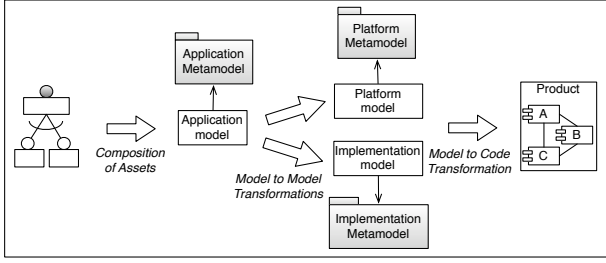 Application
Metamodel
Application
model
Composition
of Assets
Platform
Metamodel
Platform
model
Implementation
model
Model to Model
Transformations
Implementation
Metamodel
Model to Code
Transformation
Product
A
B
C